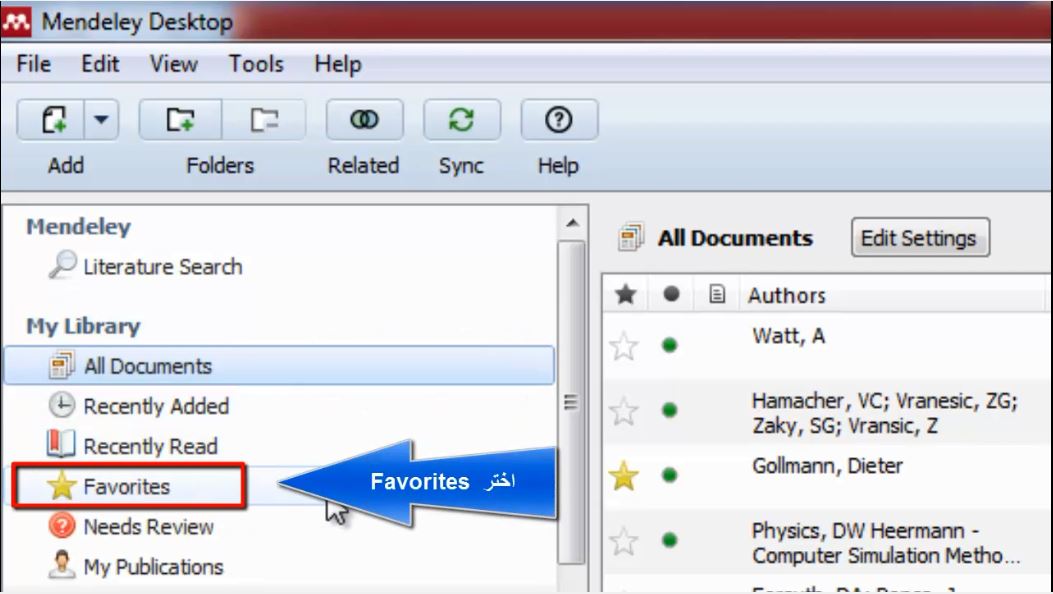 Mendeley Desktop
File Edit View Tools Help
Add Folders Related Sync Help
Mendeley
Literature Search
My Library
All Documents
Recently Added
Recently Read
Favorites
Needs Review
My Publications
اختر Favorites
All Documents Edit Settings
Authors
Watt, A
Hamacher, VC; Vranesic, ZG;
Zaky, SG; Vransic, Z
Gollmann, Dieter
Physics, DW Heermann -
Computer Simulation Metho...